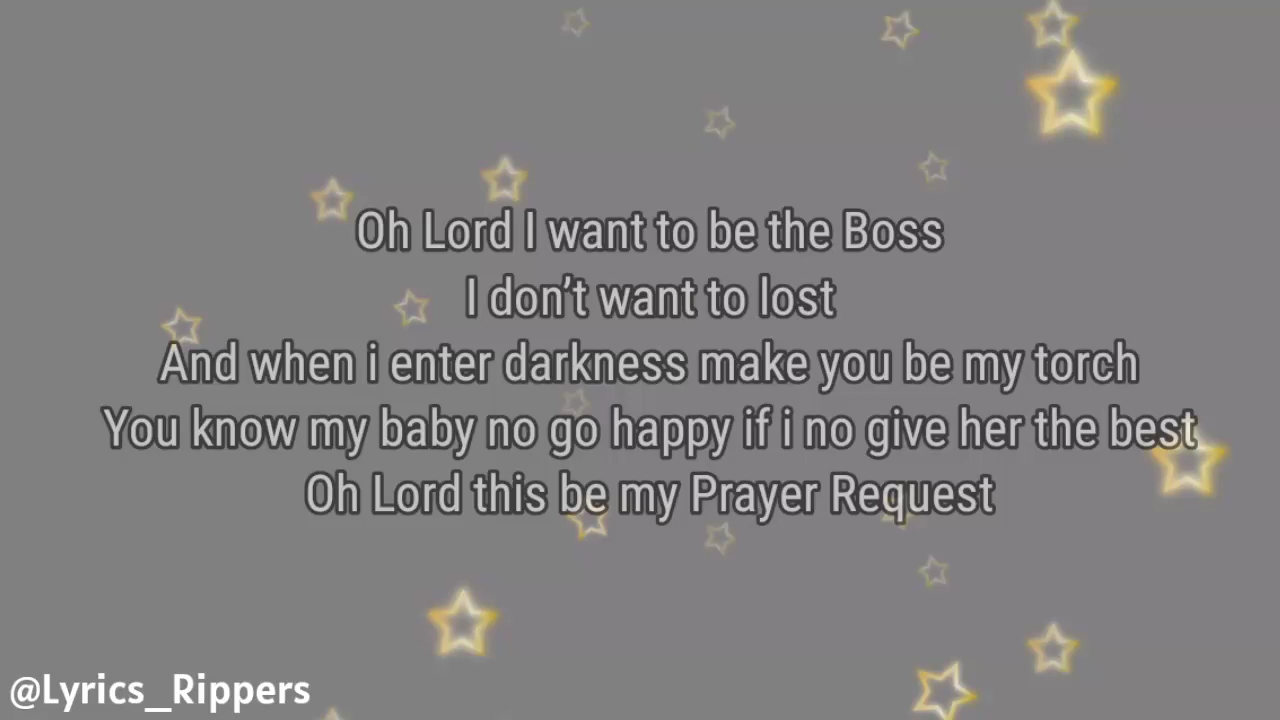 Oh Lord I want to be the Boss
I don’t want to lost
And when i enter darkness make you be my torch
You know my baby no go happy if i no give her the best
Oh Lord this be my Prayer Request
@Lyrics_Rippers